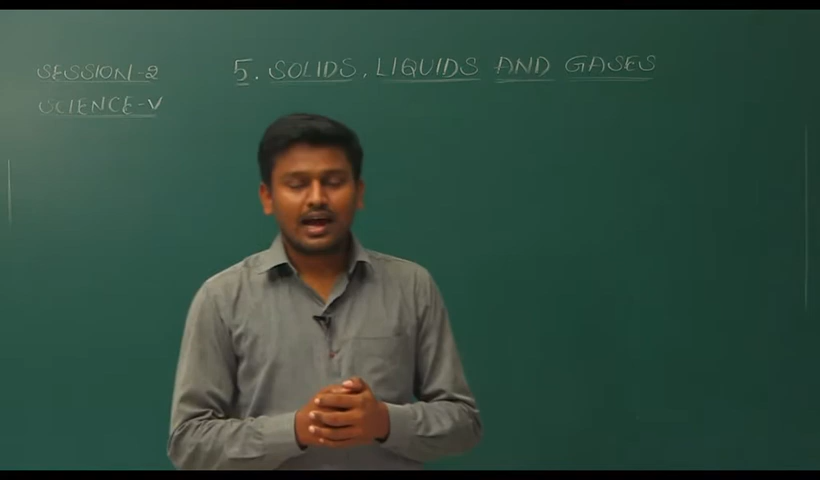 SESSION-2
5. SOLIDS, LIQUIDS AND GASES
SCIENCE-V